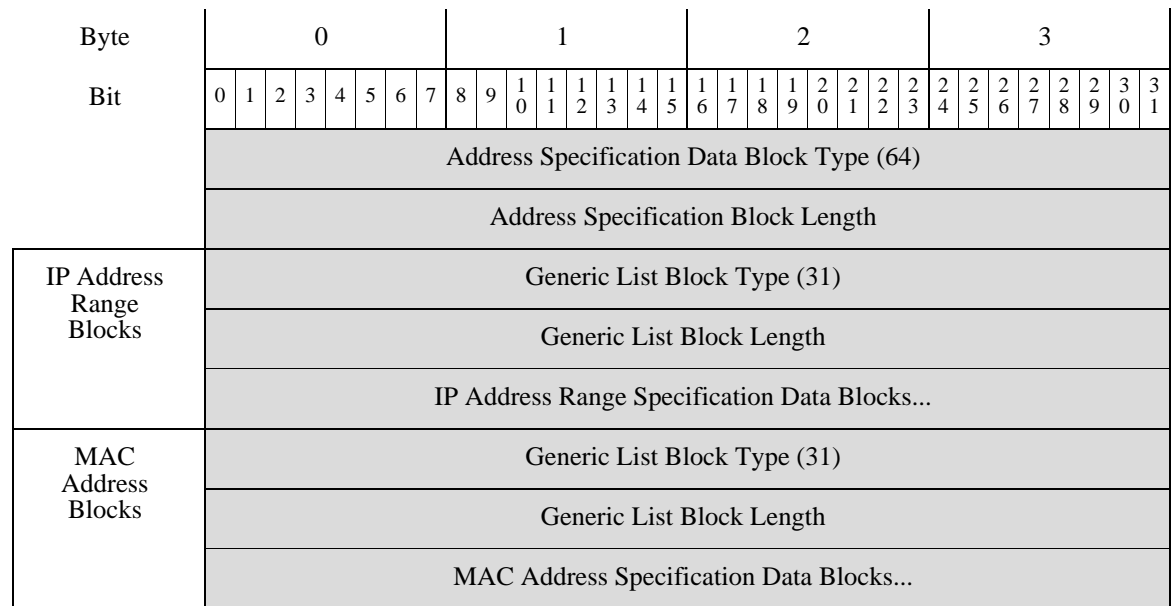 Byte 0 1 2 3
Bit 0 1 2 3 4 5 6 7 8 9 10 11 12 13 14 15 16 17 18 19 20 21 22 23 24 25 26 27 28 29 30 31
Address Specification Data Block Type (64)
Address Specification Block Length
IP Address
Range
Blocks
Generic List Block Type (31)
Generic List Block Length
IP Address Range Specification Data Blocks...
MAC
Address
Blocks
Generic List Block Type (31)
Generic List Block Length
MAC Address Specification Data Blocks...